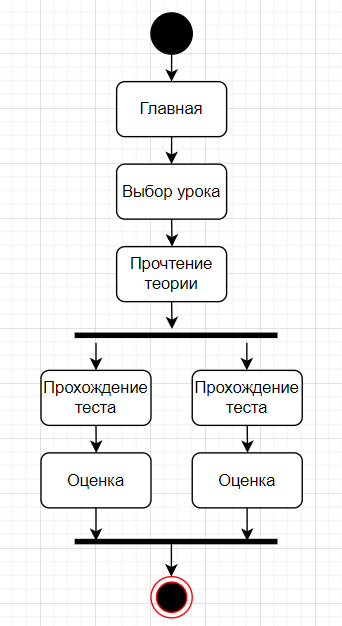 Главная
Выбор урока
Прочтение
теории
Прохождение
теста
Прохождение
теста
Оценка
Оценка